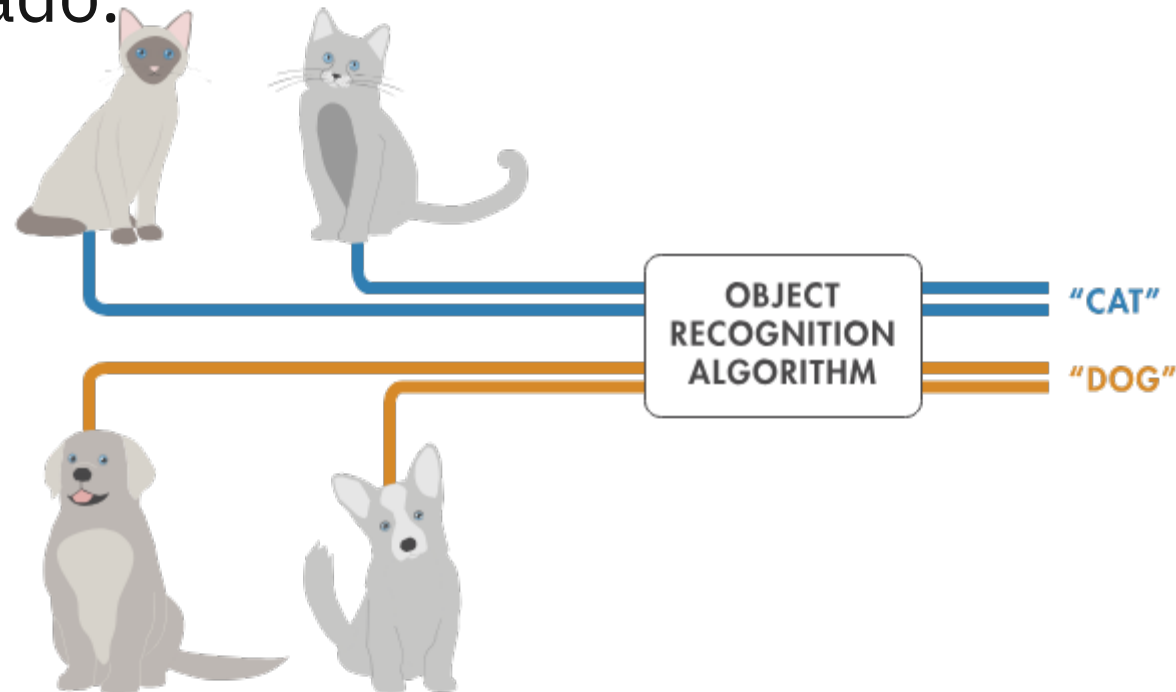 OBJECT
RECOGNITION
ALGORITHM
“CAT”
“DOG”